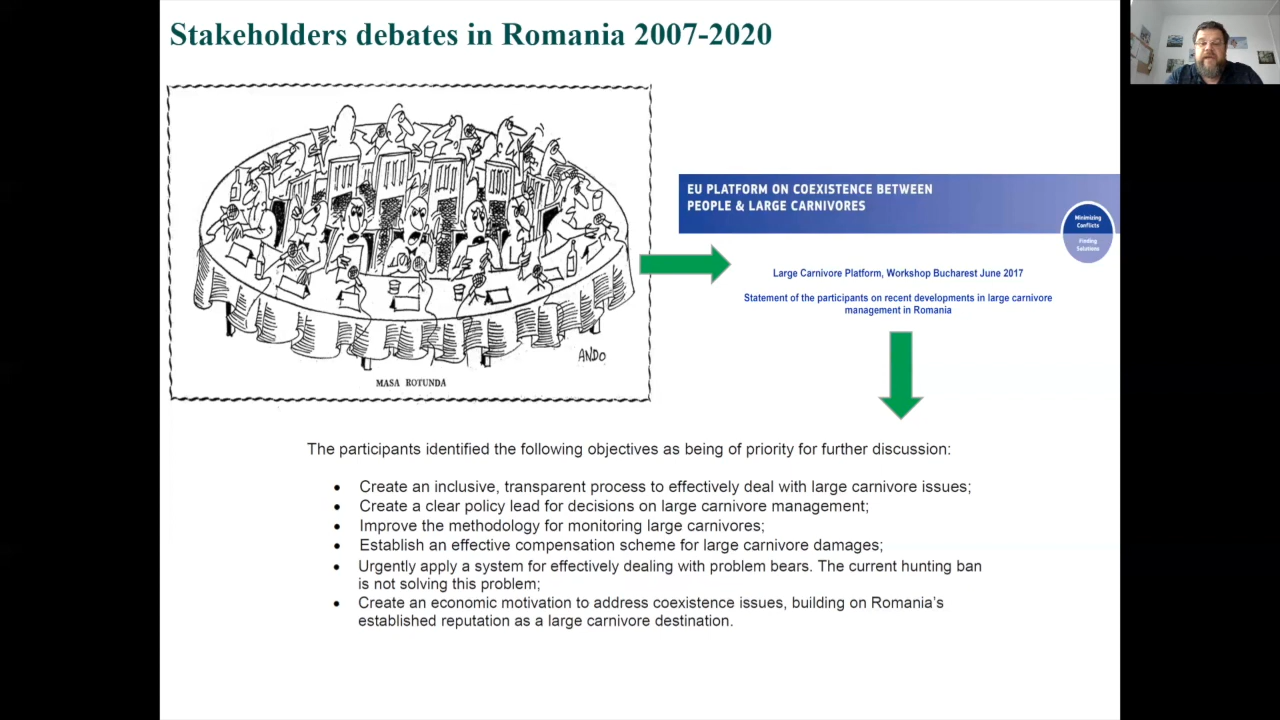 Stakeholders debates in Romania 2007-2020
ANDO
MASA ROTUNDA
EU PLATFORM ON COEXISTENCE BETWEEN
PEOPLE & LARGE CARNIVORES
Minimizing
Conflicts
Finding
Solutions
Large Carnivore Platform, Workshop Bucharest June 2017
Statement of the participants on recent developments in large carnivore
management in Romania
The participants identified the following objectives as being of priority for further discussion:
• Create an inclusive, transparent process to effectively deal with large carnivore issues;
• Create a clear policy lead for decisions on large carnivore management;
• Improve the methodology for monitoring large carnivores;
• Establish an effective compensation scheme for large carnivore damages;
• Urgently apply a system for effectively dealing with problem bears. The current hunting ban
is not solving this problem;
• Create an economic motivation to address coexistence issues, building on Romania's
established reputation as a large carnivore destination.